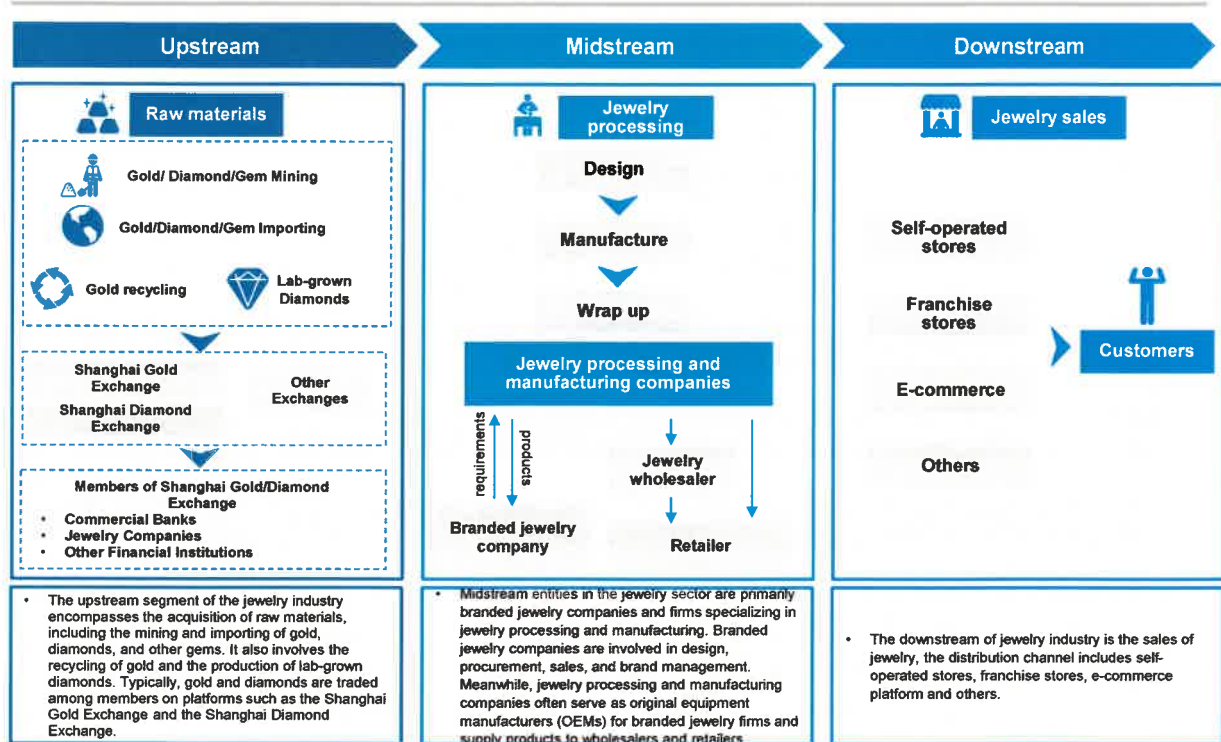 Upstream
Midstream
Downstream
Raw materials
Gold/ Diamond/Gem Mining
Gold/Diamond/Gem Importing
Gold recycling
Lab-grown
Diamonds
Shanghai Gold
Exchange
Shanghai Diamond
Exchange
Other
Exchanges
Members of Shanghai Gold/Diamond
Exchange
• Commercial Banks
• Jewelry Companies
• Other Financial Institutions
• The upstream segment of the jewelry industry
encompasses the acquisition of raw materials,
including the mining and importing of gold,
diamonds, and other gems. It also involves the
recycling of gold and the production of lab-grown
diamonds. Typically, gold and diamonds are traded
among members on platforms such as the Shanghai
Gold Exchange and the Shanghai Diamond
Exchange.
Jewelry
processing
Design
Manufacture
Wrap up
Jewelry processing and
manufacturing companies
requirements
products
Jewelry
wholesaler
Branded jewelry
company
Retailer
• Midstream entities in the jewelry sector are primarily
branded jewelry companies and firms specializing in
jewelry processing and manufacturing. Branded
jewelry companies are involved in design,
procurement, sales, and brand management.
Meanwhile, jewelry processing and manufacturing
companies often serve as original equipment
manufacturers (OEMs) for branded jewelry firms and
supply products to wholesalers and retailers
Jewelry sales
Self-operated
stores
Franchise
stores
E-commerce
Others
Customers
• The downstream of jewelry industry is the sales of
jewelry, the distribution channel includes self-
operated stores, franchise stores, e-commerce
platform and others.